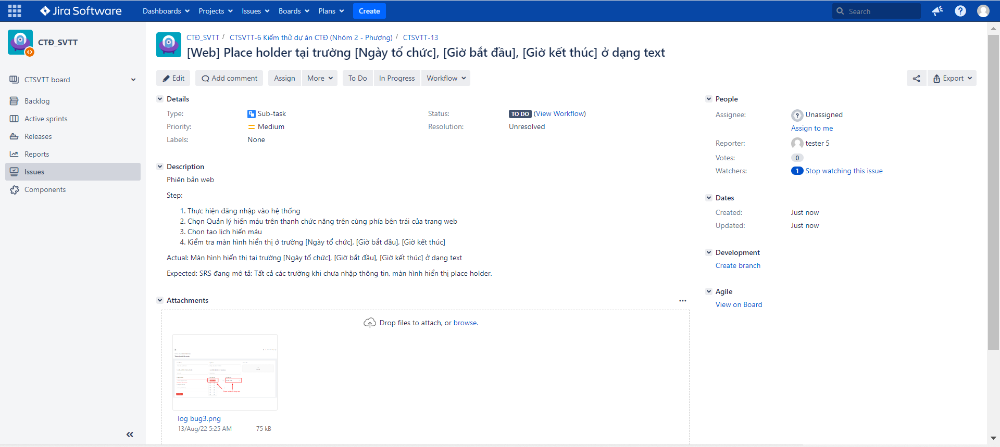 Jira Software Dashboards Projects Issues Boards Plans Create Search
CTĐ_SVTT
CTSVTT board
Backlog
Active sprints
Releases
Reports
Issues
Components
CTĐ_SVTT / CTSVTT-6 Kiểm thử dự án CTĐ (Nhóm 2 - Phượng) / CTSVTT-13
[Web] Place holder tại trường [Ngày tổ chức], [Giờ bắt đầu], [Giờ kết thúc] ở dạng text
Edit Add comment Assign More To Do In Progress Workflow Export
Details
Type: Sub-task
Status: TO DO (View Workflow)
Priority: Medium
Resolution: Unresolved
Labels: None
Description
Phiên bản web
Step:
1. Thực hiện đăng nhập vào hệ thống
2. Chọn Quản lý hiến máu trên thanh chức năng trên cùng phía bên trái của trang web
3. Chọn tạo lịch hiến máu
4. Kiểm tra màn hình hiển thị ở trường [Ngày tổ chức], [Giờ bắt đầu], [Giờ kết thúc]
Actual: Màn hình hiển thị tại trường [Ngày tổ chức], [Giờ bắt đầu], [Giờ kết thúc] ở dạng text
Expected: SRS đang mô tả: Tất cả các trường khi chưa nhập thông tin, màn hình hiển thị place holder.
Attachments
Drop files to attach, or browse.
log bug3.png
13/Aug/22 5:25 AM 75 kB
People
Assignee: Unassigned
Assign to me
Reporter: tester 5
Votes: 0
Watchers: 1 Stop watching this issue
Dates
Created: Just now
Updated: Just now
Development
Create branch
Agile
View on Board